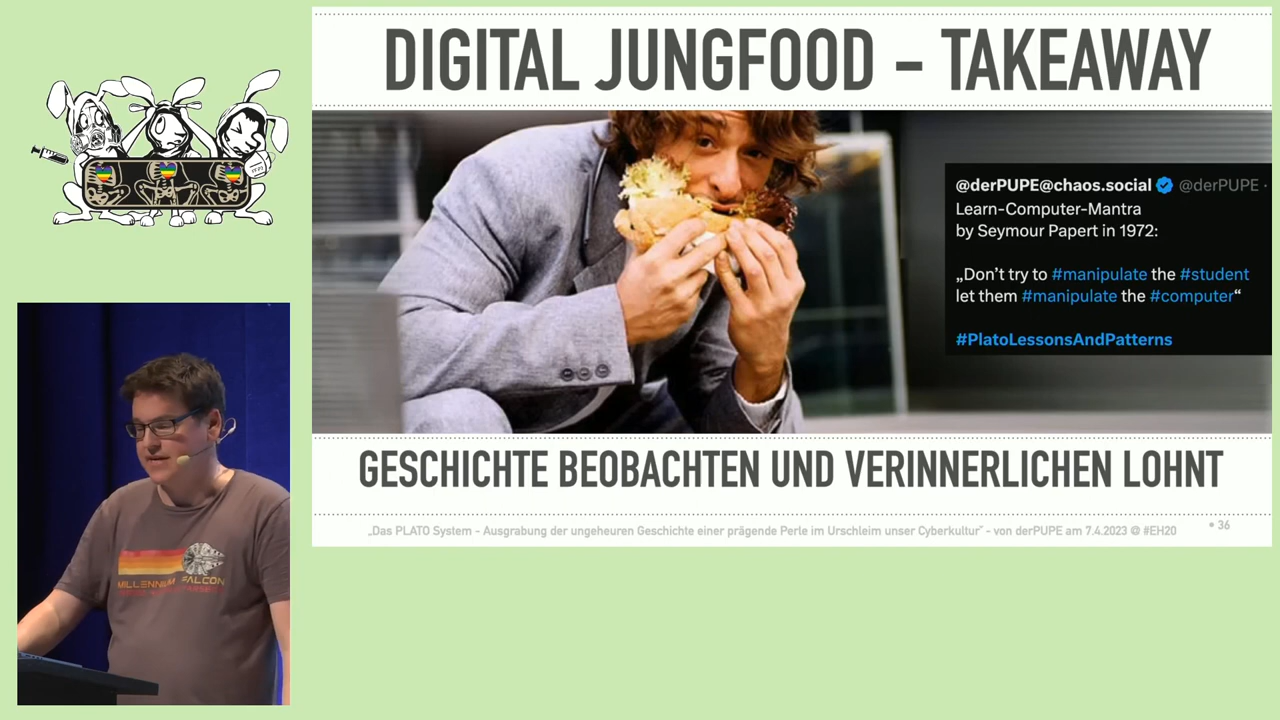 DIGITAL JUNGFOOD – TAKEAWAY
@derPUPE@chaos.social @derPUPE ·
Learn-Computer-Mantra
by Seymour Papert in 1972:
„Don't try to #manipulate the #student
let them #manipulate the #computer“
#PlatoLessonsAndPatterns
GESCHICHTE BEOBACHTEN UND VERINNERLICHEN LOHNT
„Das PLATO System - Ausgrabung der ungeheuren Geschichte einer prägende Perle im Urschleim unser Cyberkultur“ - von derPUPE am 7.4.2023 @ #EH20
• 36
MILLENNIUM FALCON